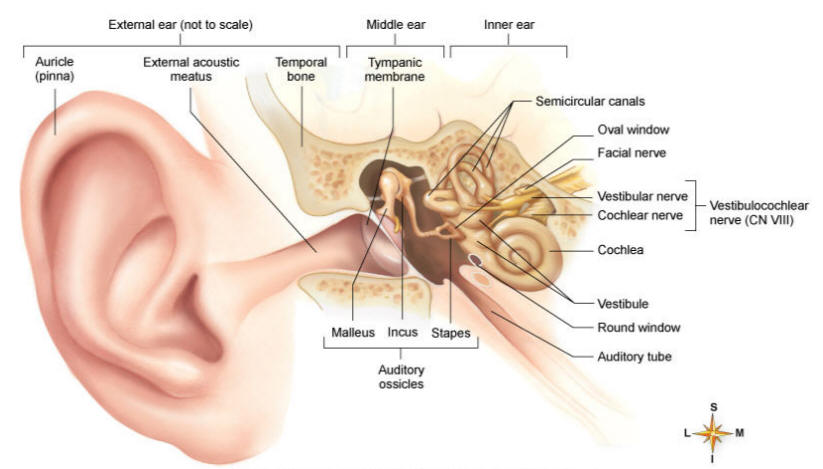 External ear (not to scale)
Middle ear
Inner ear
Auricle
(pinna)
External acoustic
meatus
Temporal
bone
Tympanic
membrane
Semicircular canals
Oval window
Facial nerve
Vestibular nerve
Cochlear nerve
Vestibulocochlear
nerve (CN VIII)
Cochlea
Vestibule
Round window
Auditory tube
Malleus
Incus
Stapes
Auditory
ossicles
S
L
M
I